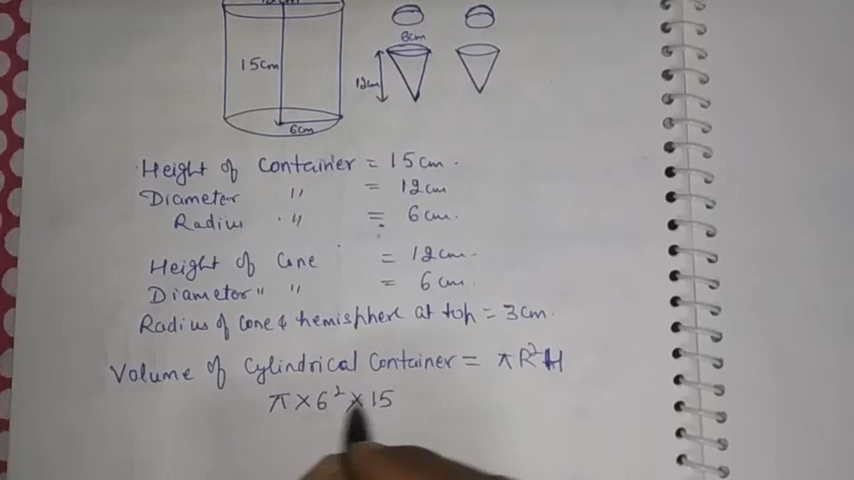 15cm
6cm
12cm
Height of Container = 15cm.
Diameter " = 12cm
Radius " = 6cm.
Height of Cone = 12cm.
Diameter " " = 6cm.
Radius of cone & hemisphere at top = 3cm.
Volume of Cylindrical Container = πR²H
π×6²×15